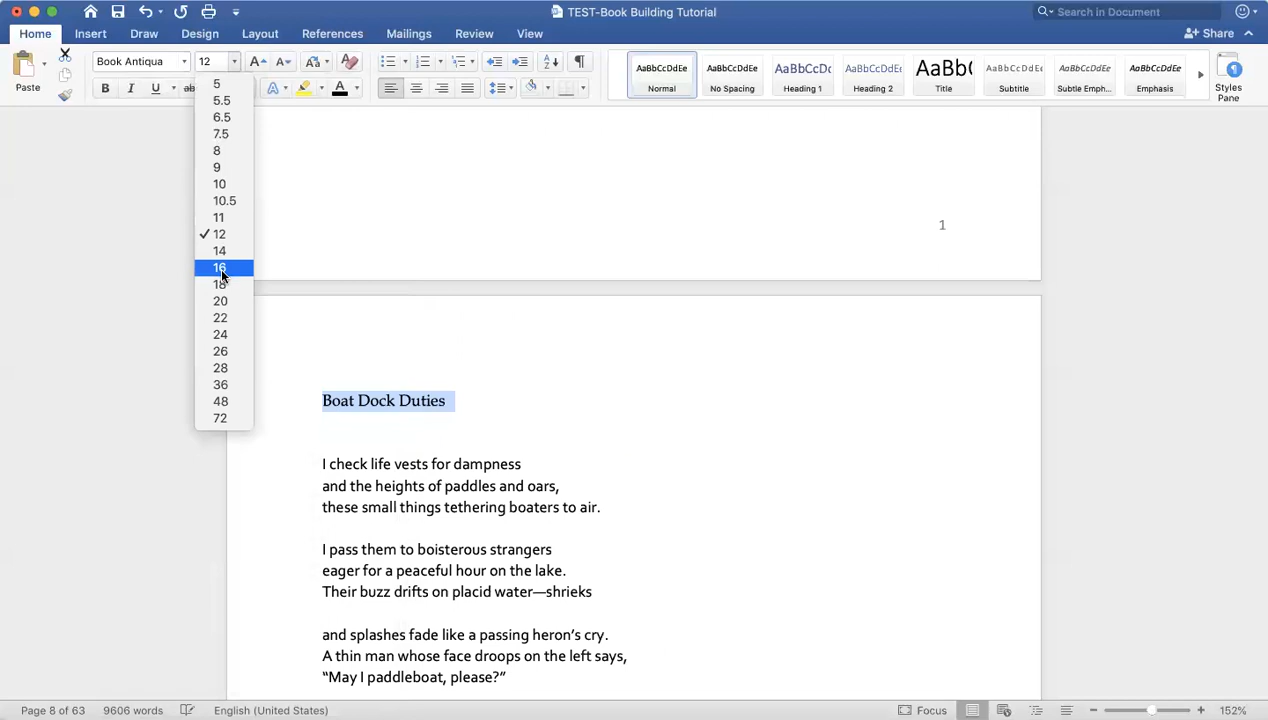 TEST-Book Building Tutorial
Search in Document
Home Insert Draw Design Layout References Mailings Review View
Share
Paste
Book Antiqua 12
B I U ab
A
AaBbCcDdEe AaBbCcDdEe AaBbCcDc AaBbCcDdEe AaBbC AaBbCcDdEe AaBbCcDdEe AaBbCcDdEe
Normal No Spacing Heading 1 Heading 2 Title Subtitle Subtle Emph... Emphasis
Styles
Pane
5
5.5
6.5
7.5
8
9
10
10.5
11
12
14
16
18
20
22
24
26
28
36
48
72
1
Boat Dock Duties
I check life vests for dampness
and the heights of paddles and oars,
these small things tethering boaters to air.
I pass them to boisterous strangers
eager for a peaceful hour on the lake.
Their buzz drifts on placid water—shrieks
and splashes fade like a passing heron’s cry.
A thin man whose face droops on the left says,
“May I paddleboat, please?”
Page 8 of 63 9606 words English (United States) Focus 152%